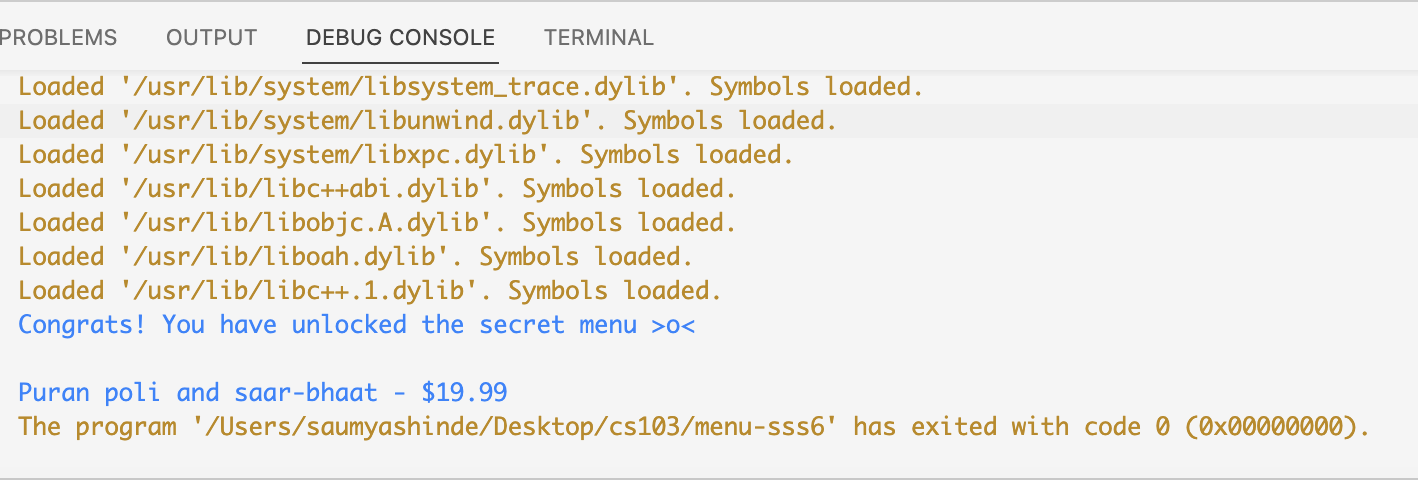 PROBLEMS OUTPUT DEBUG CONSOLE TERMINAL
Loaded '/usr/lib/system/libsystem_trace.dylib'. Symbols loaded.
Loaded '/usr/lib/system/libunwind.dylib'. Symbols loaded.
Loaded '/usr/lib/system/libxpc.dylib'. Symbols loaded.
Loaded '/usr/lib/libc++abi.dylib'. Symbols loaded.
Loaded '/usr/lib/libobjc.A.dylib'. Symbols loaded.
Loaded '/usr/lib/liboah.dylib'. Symbols loaded.
Loaded '/usr/lib/libc++.1.dylib'. Symbols loaded.
Congrats! You have unlocked the secret menu >o<
Puran poli and saar-bhaat - $19.99
The program '/Users/saumyashinde/Desktop/cs103/menu-sss6' has exited with code 0 (0x00000000).